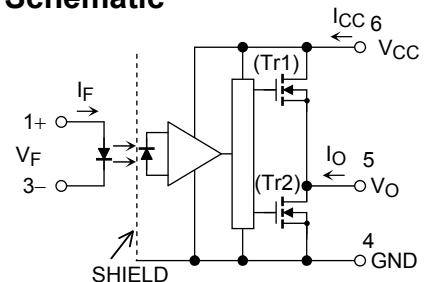 Schematic
ICC 6
VCC
(Tr1)
IF
1+
VF
3−
IO 5
VO
(Tr2)
4
GND
SHIELD